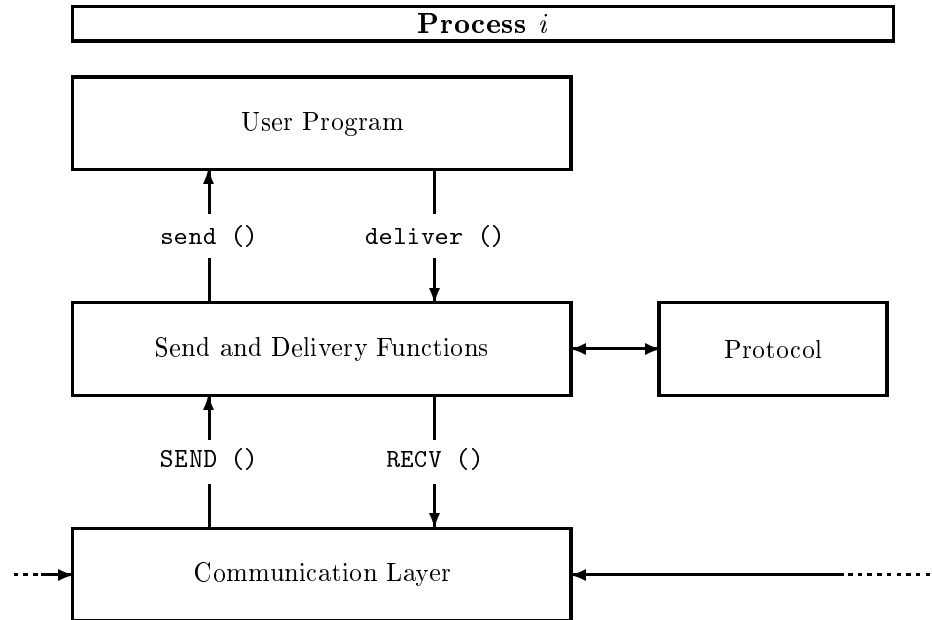 Process i
User Program
send () deliver ()
Send and Delivery Functions
Protocol
SEND () RECV ()
Communication Layer